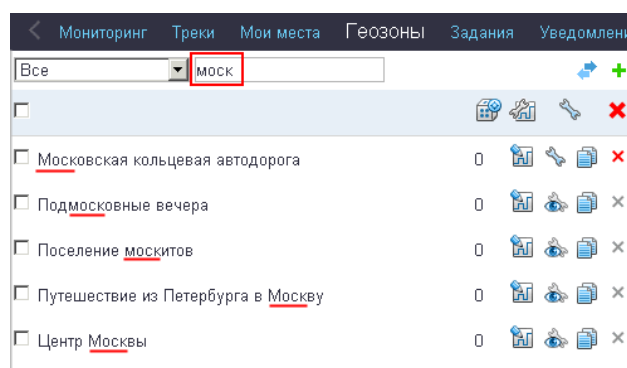 Мониторинг Треки Мои места Геозоны Задания Уведомлени
Все моск
Московская кольцевая автодорога 0
Подмосковные вечера 0
Поселение москитов 0
Путешествие из Петербурга в Москву 0
Центр Москвы 0